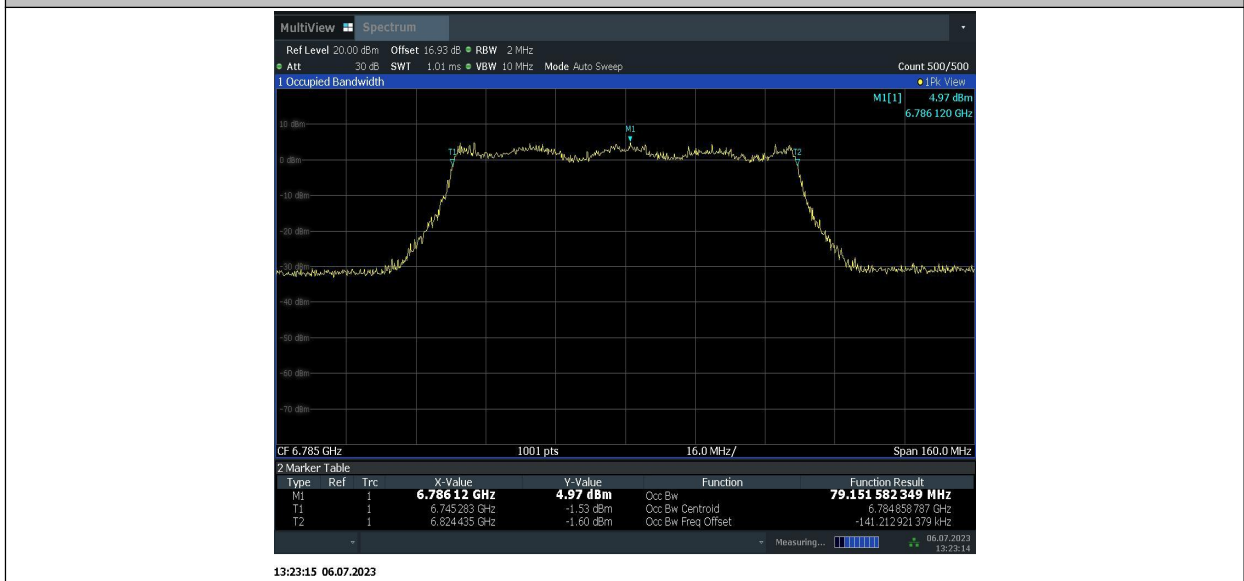 MultiView Spectrum
Ref Level 20.00 dBm Offset 16.93 dB RBW 2 MHz
Att 30 dB SWT 1.01 ms VBW 10 MHz Mode Auto Sweep Count 500/500
1 Occupied Bandwidth 1Pk View
M1[1] 4.97 dBm
6.786 120 GHz
10 dBm
M1
T1 T2
0 dBm
-10 dBm
-20 dBm
-30 dBm
-40 dBm
-50 dBm
-60 dBm
-70 dBm
CF 6.785 GHz 1001 pts 16.0 MHz/ Span 160.0 MHz
2 Marker Table
Type Ref Trc X-Value Y-Value Function Function Result
M1 1 6.786 12 GHz 4.97 dBm Occ Bw 79.151 582 349 MHz
T1 1 6.745 283 GHz -1.53 dBm Occ Bw Centroid 6.784 858 787 GHz
T2 1 6.824 435 GHz -1.60 dBm Occ Bw Freq Offset -141.212 921 379 kHz
Measuring... 06.07.2023
13:23:14
13:23:15 06.07.2023